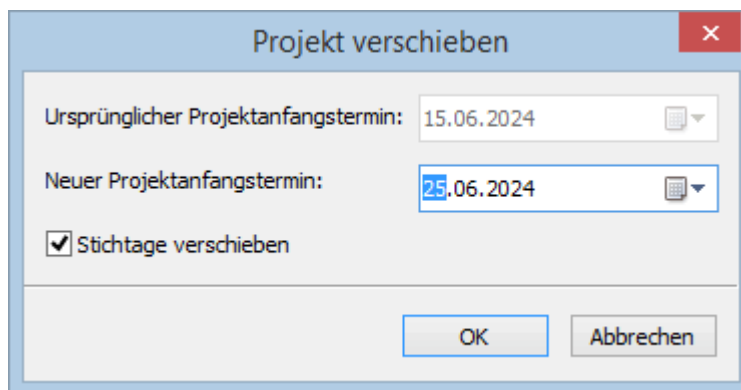 Projekt verschieben
Ursprünglicher Projektanfangstermin: 15.06.2024
Neuer Projektanfangstermin: 25.06.2024
Stichtage verschieben
OK Abbrechen